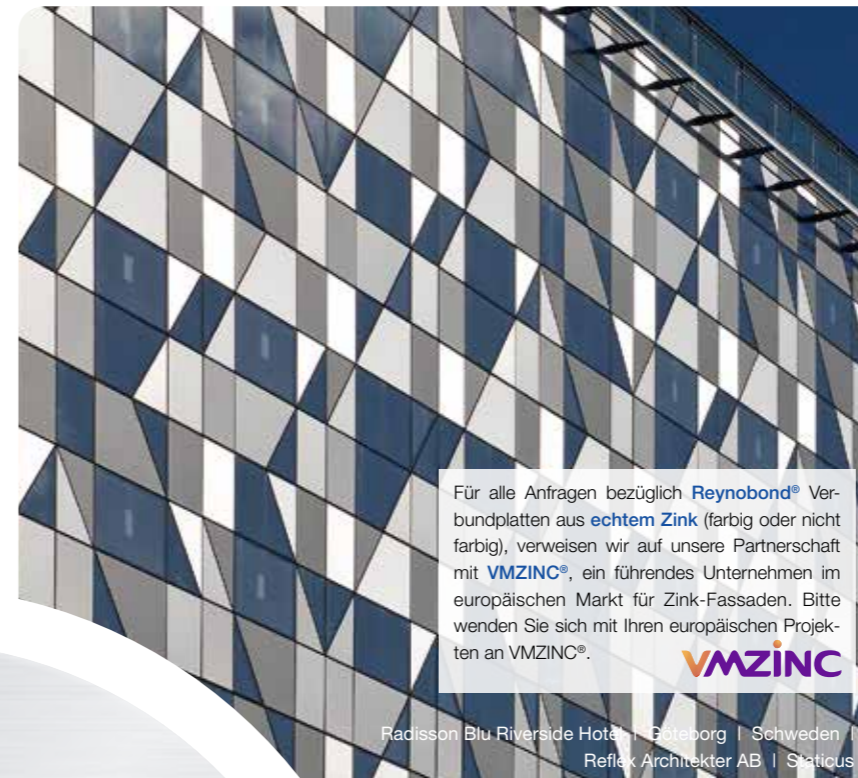 Für alle Anfragen bezüglich Reynobond® Ver-
bundplatten aus echtem Zink (farbig oder nicht
farbig), verweisen wir auf unsere Partnerschaft
mit VMZINC®, ein führendes Unternehmen im
europäischen Markt für Zink-Fassaden. Bitte
wenden Sie sich mit Ihren europäischen Projek-
ten an VMZINC®.
VMZINC
Radisson Blu Riverside Hotel | Göteborg | Schweden |
Reflex Architekter AB | Staticus